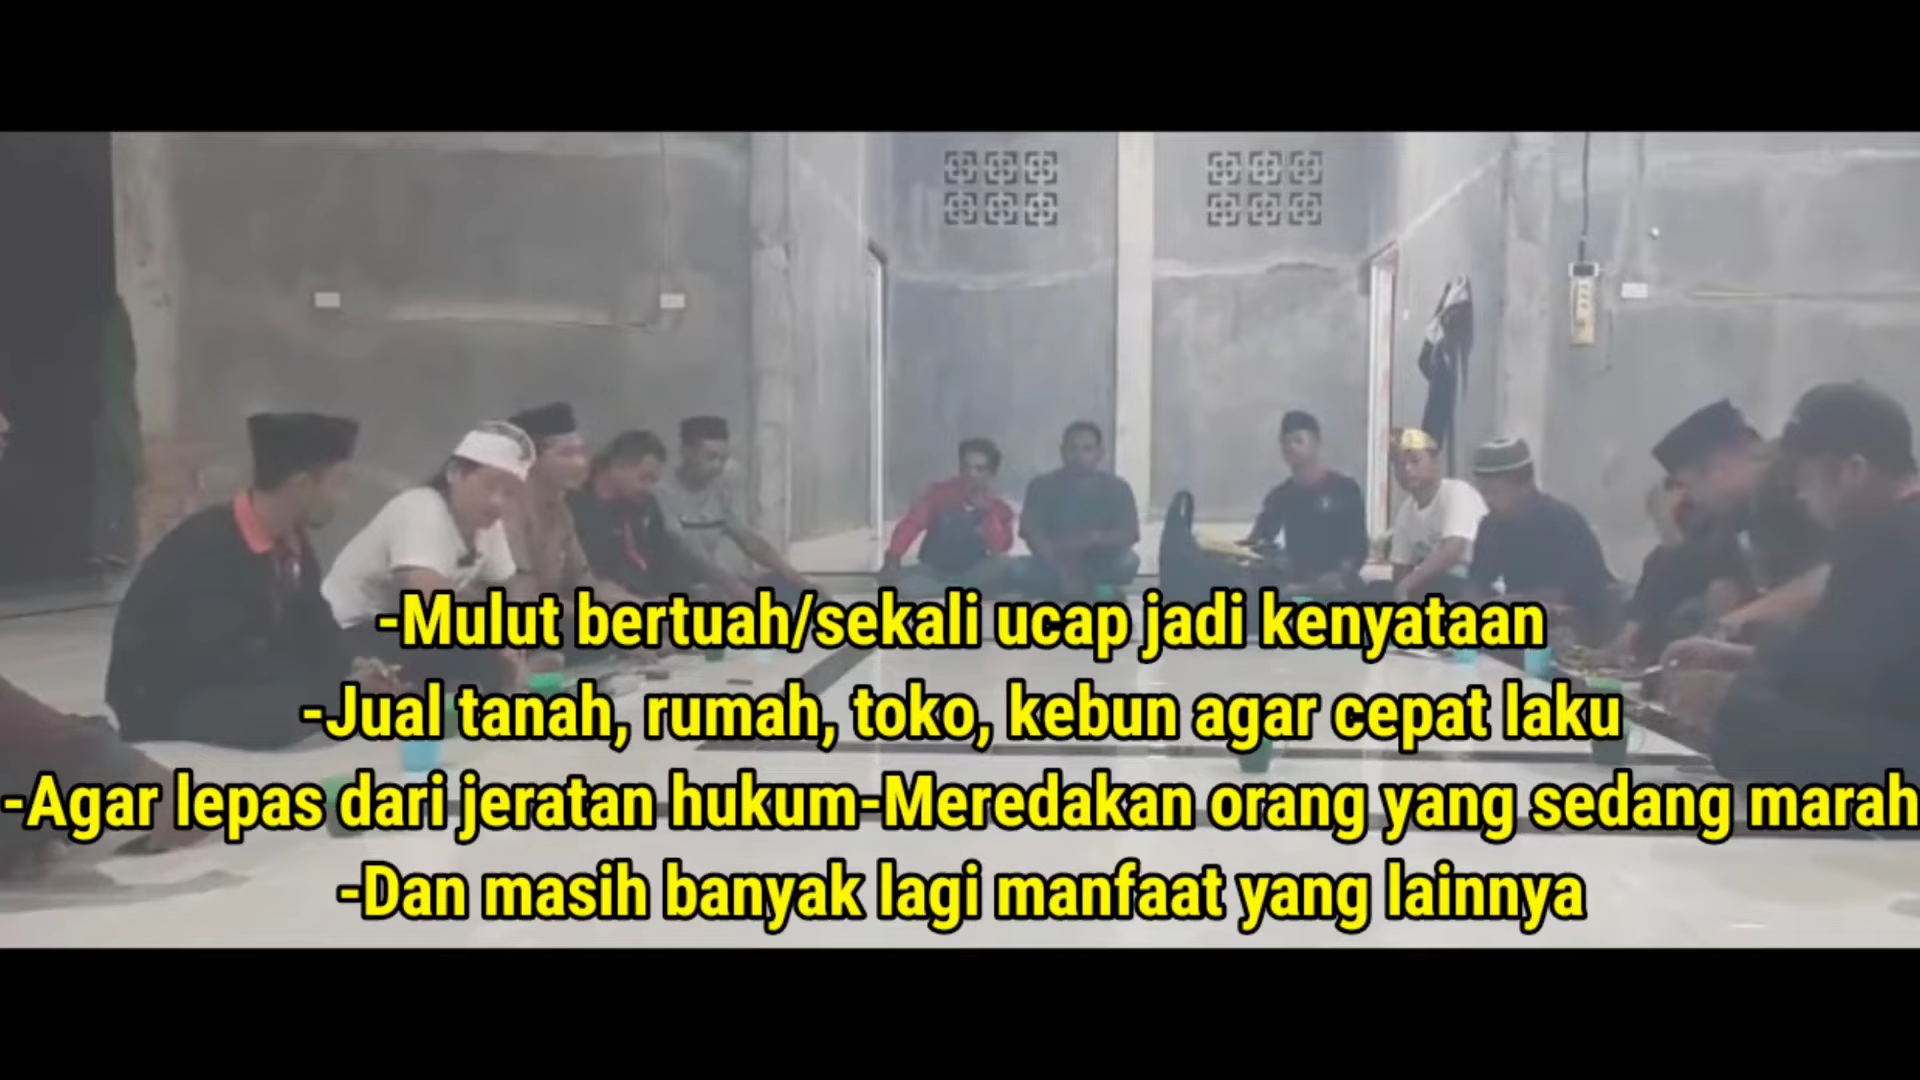 -Mulut bertuah/sekali ucap jadi kenyataan
-Jual tanah, rumah, toko, kebun agar cepat laku
-Agar lepas dari jeratan hukum-Meredakan orang yang sedang marah
-Dan masih banyak lagi manfaat yang lainnya